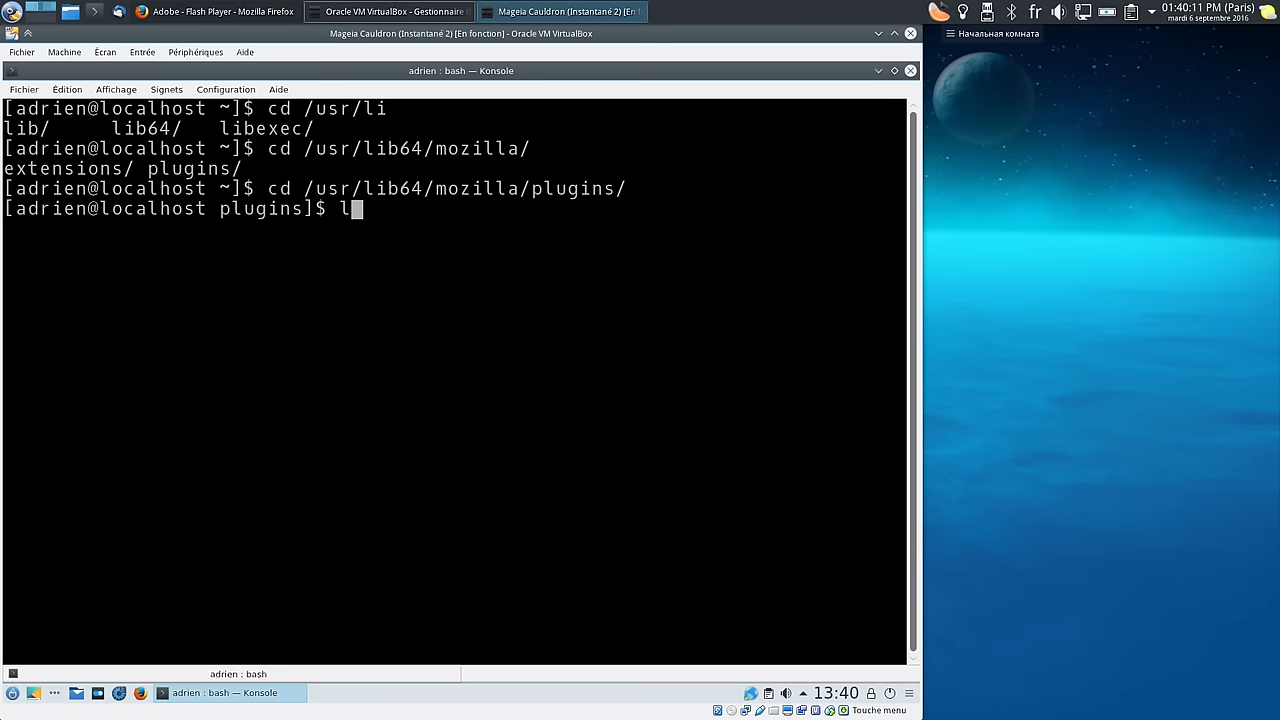 Adobe - Flash Player - Mozilla Firefox
Oracle VM VirtualBox - Gestionnaire
Mageia Cauldron (Instantané 2) [En f
fr
01:40:11 PM (Paris)
mardi 6 septembre 2016
Mageia Cauldron (Instantané 2) [En fonction] - Oracle VM VirtualBox
Начальная комната
Fichier Machine Écran Entrée Périphériques Aide
adrien : bash — Konsole
Fichier Édition Affichage Signets Configuration Aide
[adrien@localhost ~]$ cd /usr/li
lib/ lib64/ libexec/
[adrien@localhost ~]$ cd /usr/lib64/mozilla/
extensions/ plugins/
[adrien@localhost ~]$ cd /usr/lib64/mozilla/plugins/
[adrien@localhost plugins]$ l
adrien : bash
adrien : bash — Konsole
13:40
Touche menu